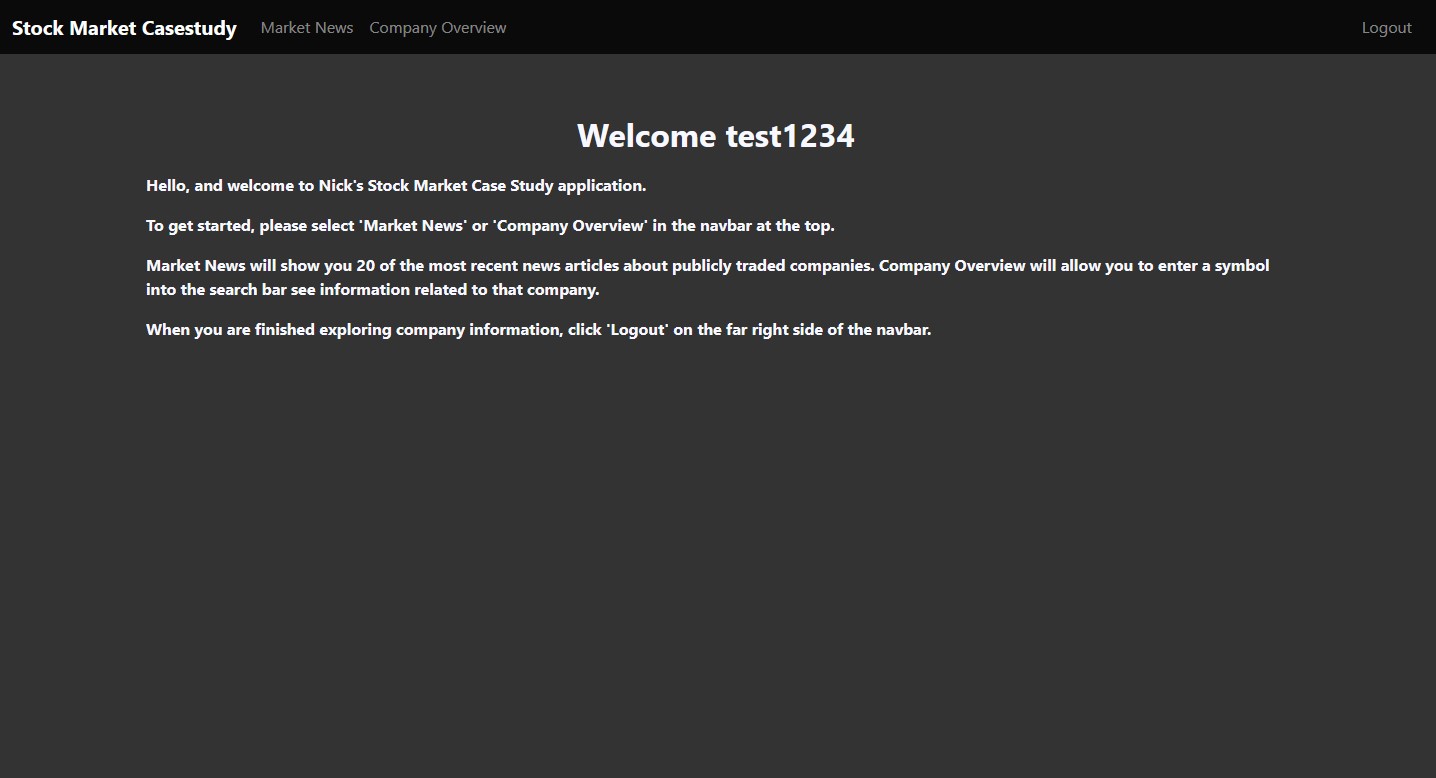 Stock Market Casestudy Market News Company Overview Logout
Welcome test1234
Hello, and welcome to Nick's Stock Market Case Study application.
To get started, please select 'Market News' or 'Company Overview' in the navbar at the top.
Market News will show you 20 of the most recent news articles about publicly traded companies. Company Overview will allow you to enter a symbol
into the search bar see information related to that company.
When you are finished exploring company information, click 'Logout' on the far right side of the navbar.